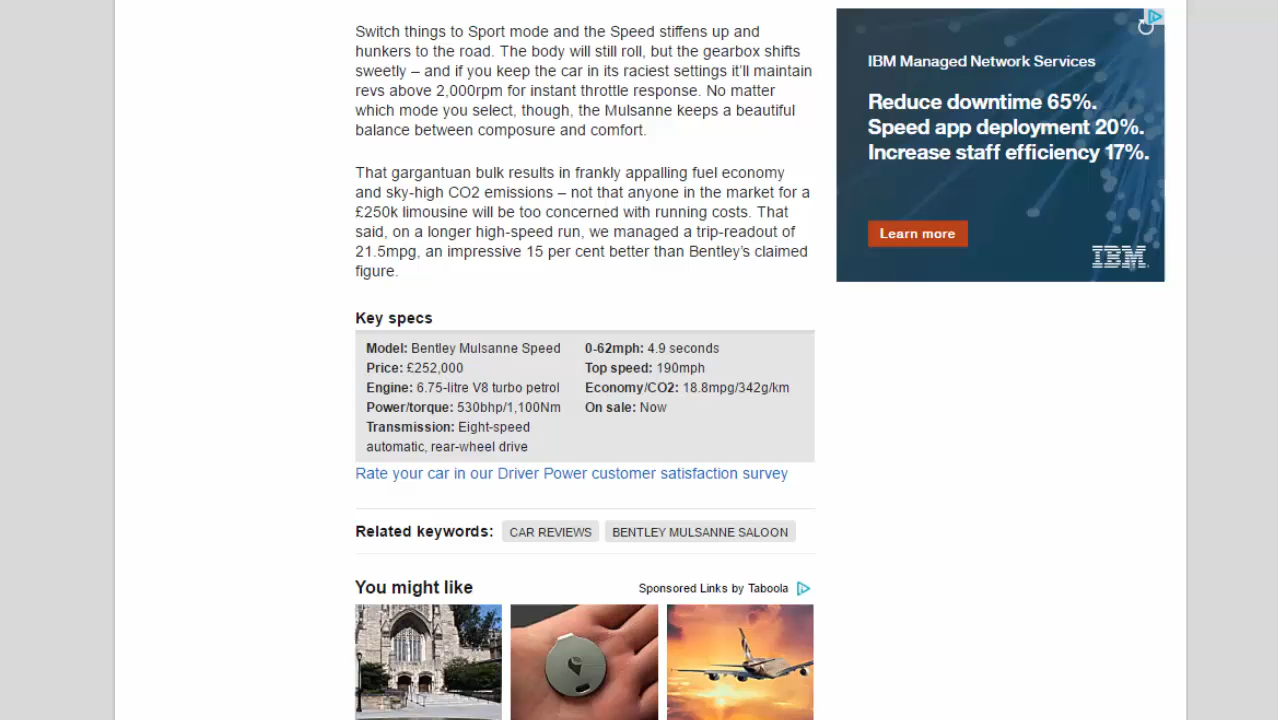 Switch things to Sport mode and the Speed stiffens up and
hunkers to the road. The body will still roll, but the gearbox shifts
sweetly – and if you keep the car in its raciest settings it’ll maintain
revs above 2,000rpm for instant throttle response. No matter
which mode you select, though, the Mulsanne keeps a beautiful
balance between composure and comfort.
That gargantuan bulk results in frankly appalling fuel economy
and sky-high CO2 emissions – not that anyone in the market for a
£250k limousine will be too concerned with running costs. That
said, on a longer high-speed run, we managed a trip-readout of
21.5mpg, an impressive 15 per cent better than Bentley’s claimed
figure.
Key specs
Model: Bentley Mulsanne Speed
Price: £252,000
Engine: 6.75-litre V8 turbo petrol
Power/torque: 530bhp/1,100Nm
Transmission: Eight-speed
automatic, rear-wheel drive
0-62mph: 4.9 seconds
Top speed: 190mph
Economy/CO2: 18.8mpg/342g/km
On sale: Now
Rate your car in our Driver Power customer satisfaction survey
Related keywords: CAR REVIEWS BENTLEY MULSANNE SALOON
You might like
Sponsored Links by Taboola
IBM Managed Network Services
Reduce downtime 65%.
Speed app deployment 20%.
Increase staff efficiency 17%.
Learn more
IBM